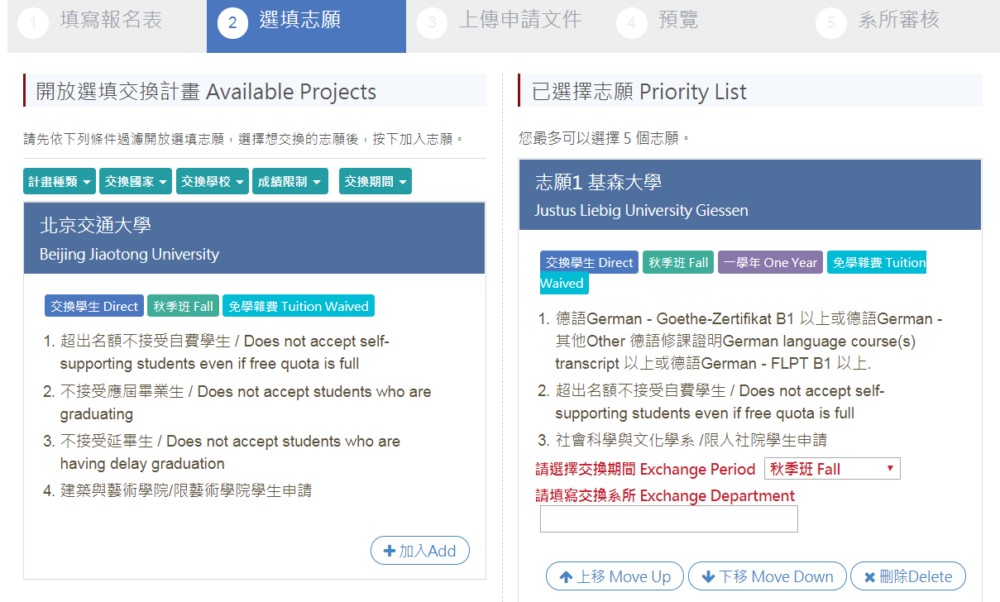 1 填寫報名表
2 選填志願
3 上傳申請文件
4 預覽
5 系所審核
開放選填交換計畫 Available Projects
請先依下列條件過濾開放選填志願，選擇想交換的志願後，按下加入志願。
計畫種類 交換國家 交換學校 成績限制 交換期間
北京交通大學
Beijing Jiaotong University
交換學生 Direct 秋季班 Fall 免學雜費 Tuition Waived
1. 超出名額不接受自費學生 / Does not accept self-
supporting students even if free quota is full
2. 不接受應屆畢業生 / Does not accept students who are
graduating
3. 不接受延畢生 / Does not accept students who are
having delay graduation
4. 建築與藝術學院/限藝術學院學生申請
加入Add
已選擇志願 Priority List
您最多可以選擇 5 個志願。
志願1 基森大學
Justus Liebig University Giessen
交換學生 Direct 秋季班 Fall 一學年 One Year 免學雜費 Tuition
Waived
1. 德語German - Goethe-Zertifikat B1 以上或德語German -
其他Other 德語修課證明German language course(s)
transcript 以上或德語German - FLPT B1 以上.
2. 超出名額不接受自費學生 / Does not accept self-
supporting students even if free quota is full
3. 社會科學與文化學系 /限人社院學生申請
請選擇交換期間 Exchange Period 秋季班 Fall
請填寫交換系所 Exchange Department
上移 Move Up 下移 Move Down 刪除Delete